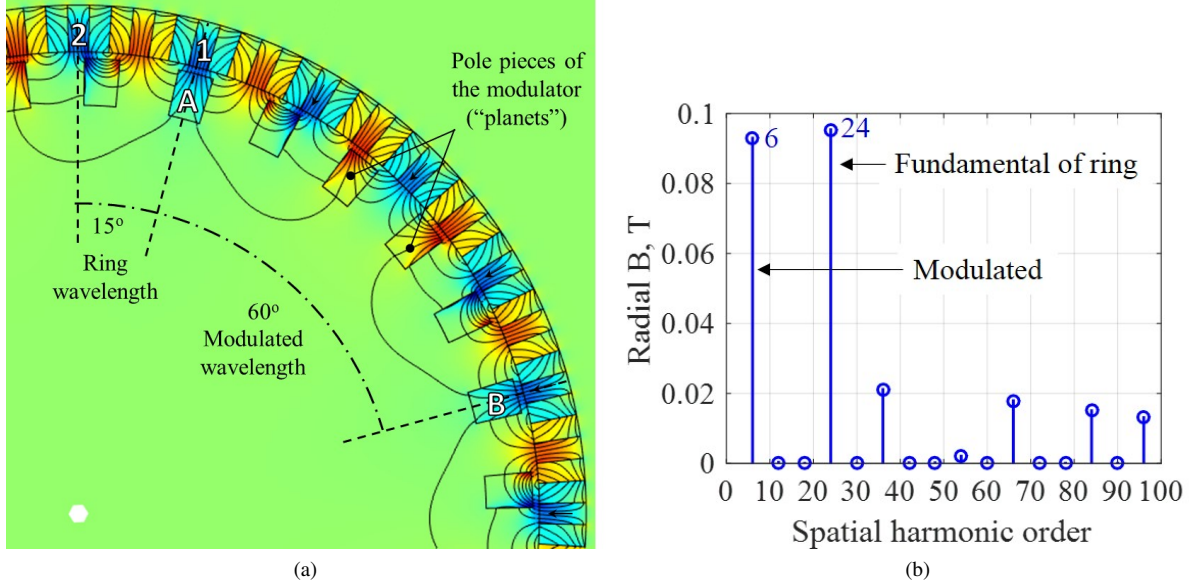 2
1
A
Pole pieces of
the modulator
(“planets”)
15°
Ring
wavelength
60°
Modulated
wavelength
B
(a)
0.1
0.08
0.06
0.04
0.02
0
Radial B, T
6
24
Fundamental of ring
Modulated
0 10 20 30 40 50 60 70 80 90 100
Spatial harmonic order
(b)